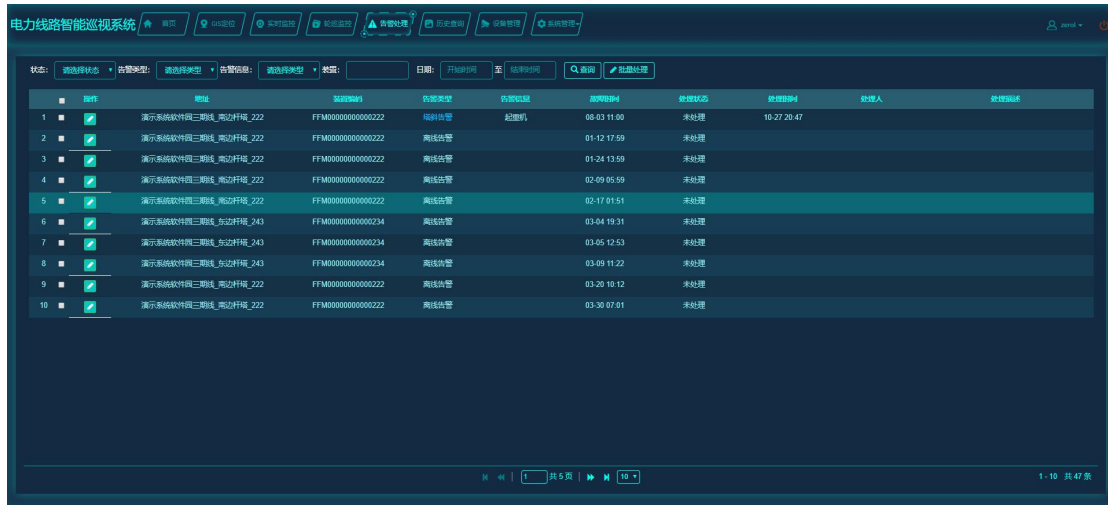 电力线路智能巡视系统 首页 GIS定位 实时监控 轮巡监控 告警处理 历史查询 设备管理 系统管理 zerol
状态: 请选择状态 告警类型: 请选择类型 告警信息: 请选择类型 装置: 日期: 开始时间 至 结束时间 查询 批量处理
操作 地址 装置编码 告警类型 告警信息 故障时间 处理状态 处理时间 处理人 处理描述
1 演示系统软件园三期线_南边杆塔_222 FFM00000000000222 塔斜告警 起重机 08-03 11:00 未处理 10-27 20:47
2 演示系统软件园三期线_南边杆塔_222 FFM00000000000222 离线告警 01-12 17:59 未处理
3 演示系统软件园三期线_南边杆塔_222 FFM00000000000222 离线告警 01-24 13:59 未处理
4 演示系统软件园三期线_南边杆塔_222 FFM00000000000222 离线告警 02-09 05:59 未处理
5 演示系统软件园三期线_南边杆塔_222 FFM00000000000222 离线告警 02-17 01:51 未处理
6 演示系统软件园三期线_东边杆塔_243 FFM00000000000234 离线告警 03-04 19:31 未处理
7 演示系统软件园三期线_东边杆塔_243 FFM00000000000234 离线告警 03-05 12:53 未处理
8 演示系统软件园三期线_东边杆塔_243 FFM00000000000234 离线告警 03-09 11:22 未处理
9 演示系统软件园三期线_南边杆塔_222 FFM00000000000222 离线告警 03-20 10:12 未处理
10 演示系统软件园三期线_南边杆塔_222 FFM00000000000222 离线告警 03-30 07:01 未处理
1 共5页 10 1 - 10 共47条